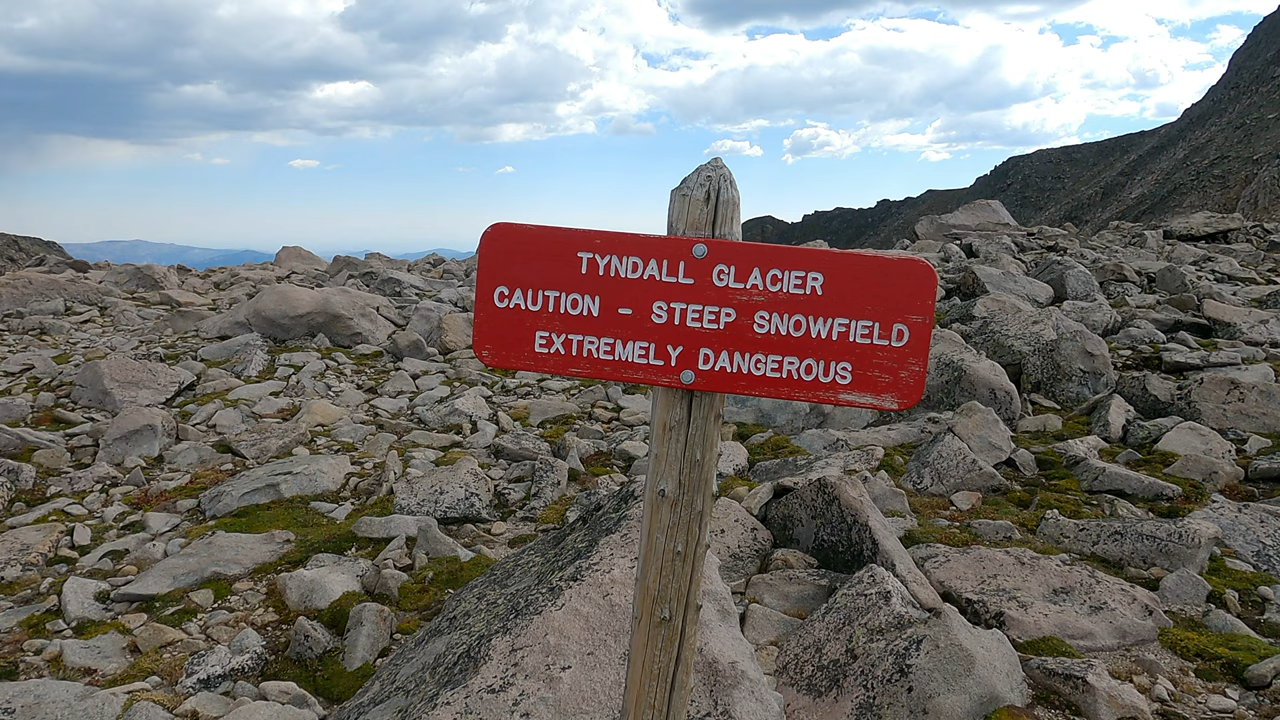 TYNDALL GLACIER
CAUTION - STEEP SNOWFIELD
EXTREMELY DANGEROUS